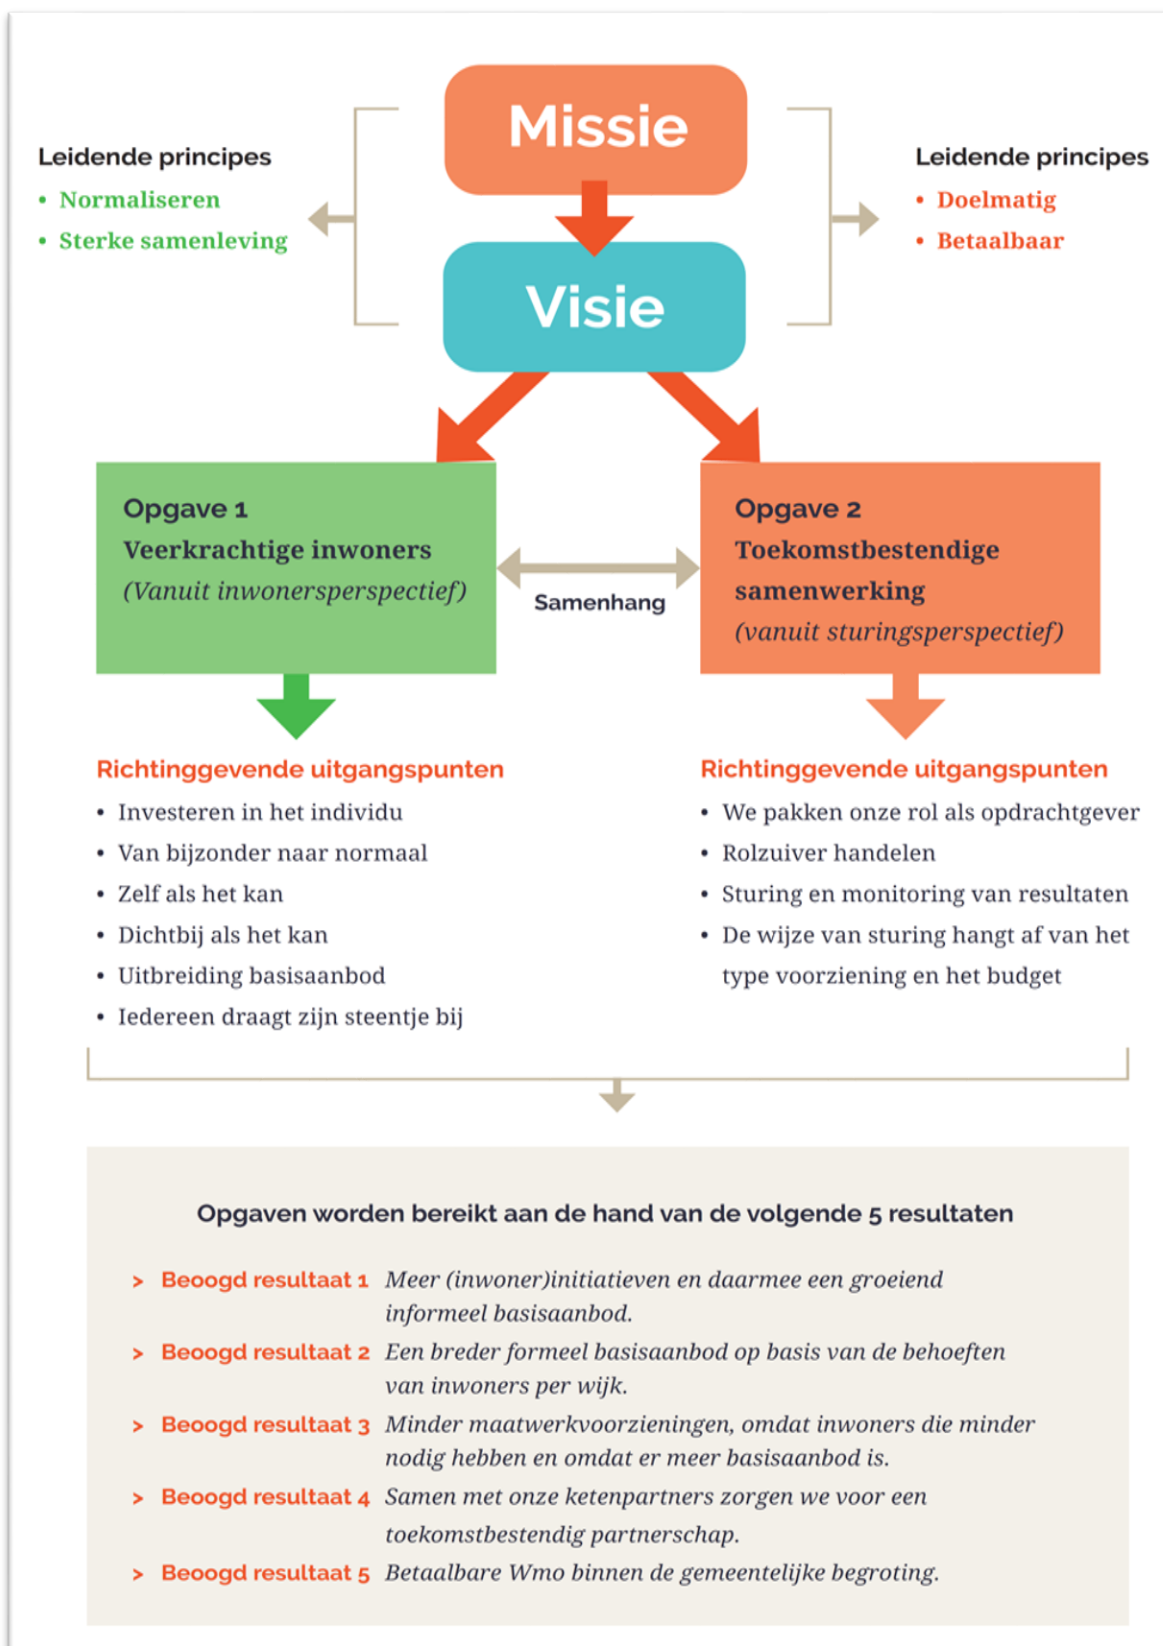 Missie
Leidende principes
• Normaliseren
• Sterke samenleving
Leidende principes
• Doelmatig
• Betaalbaar
Visie
Opgave 1
Veerkrachtige inwoners
(Vanuit inwonersperspectief)
Samenhang
Opgave 2
Toekomstbestendige
samenwerking
(vanuit sturingsperspectief)
Richtinggevende uitgangspunten
• Investeren in het individu
• Van bijzonder naar normaal
• Zelf als het kan
• Dichtbij als het kan
• Uitbreiding basisaanbod
• Iedereen draagt zijn steentje bij
Richtinggevende uitgangspunten
• We pakken onze rol als opdrachtgever
• Rolzuiver handelen
• Sturing en monitoring van resultaten
• De wijze van sturing hangt af van het
type voorziening en het budget
Opgaven worden bereikt aan de hand van de volgende 5 resultaten
> Beoogd resultaat 1 Meer (inwoner)initiatieven en daarmee een groeiend
informeel basisaanbod.
> Beoogd resultaat 2 Een breder formeel basisaanbod op basis van de behoeften
van inwoners per wijk.
> Beoogd resultaat 3 Minder maatwerkvoorzieningen, omdat inwoners die minder
nodig hebben en omdat er meer basisaanbod is.
> Beoogd resultaat 4 Samen met onze ketenpartners zorgen we voor een
toekomstbestendig partnerschap.
> Beoogd resultaat 5 Betaalbare Wmo binnen de gemeentelijke begroting.